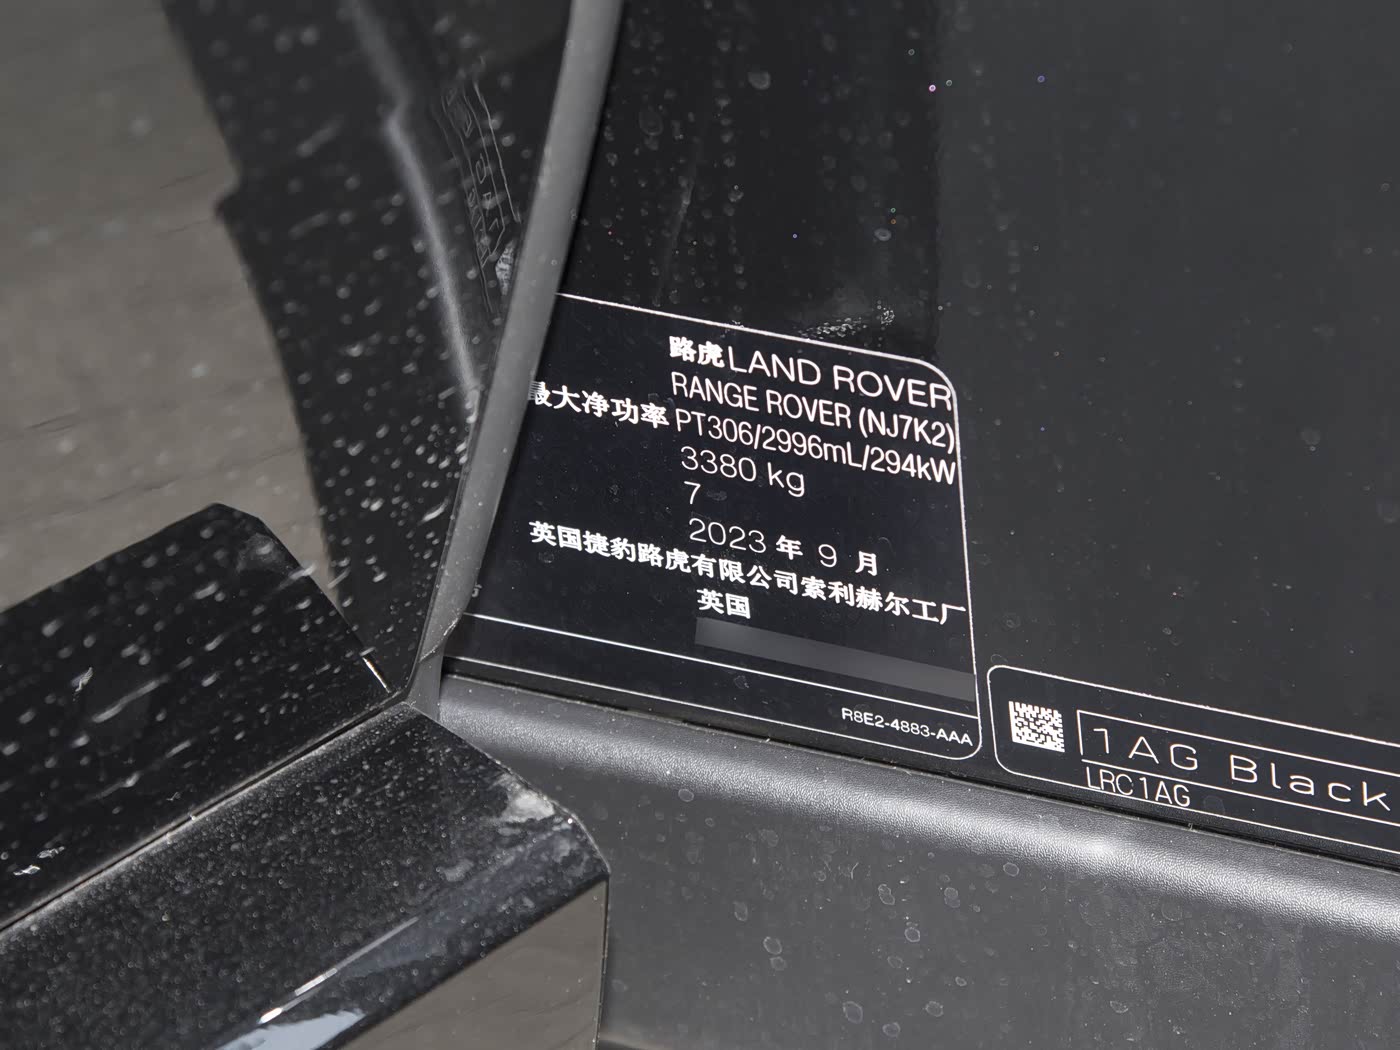 路虎LAND ROVER
RANGE ROVER (NJ7K2)
最大净功率 PT306/2996mL/294kW
3380 kg
7
2023 年 9 月
英国捷豹路虎有限公司索利赫尔工厂
英国
R8E2-4883-AAA
1AG Black
LRC1AG